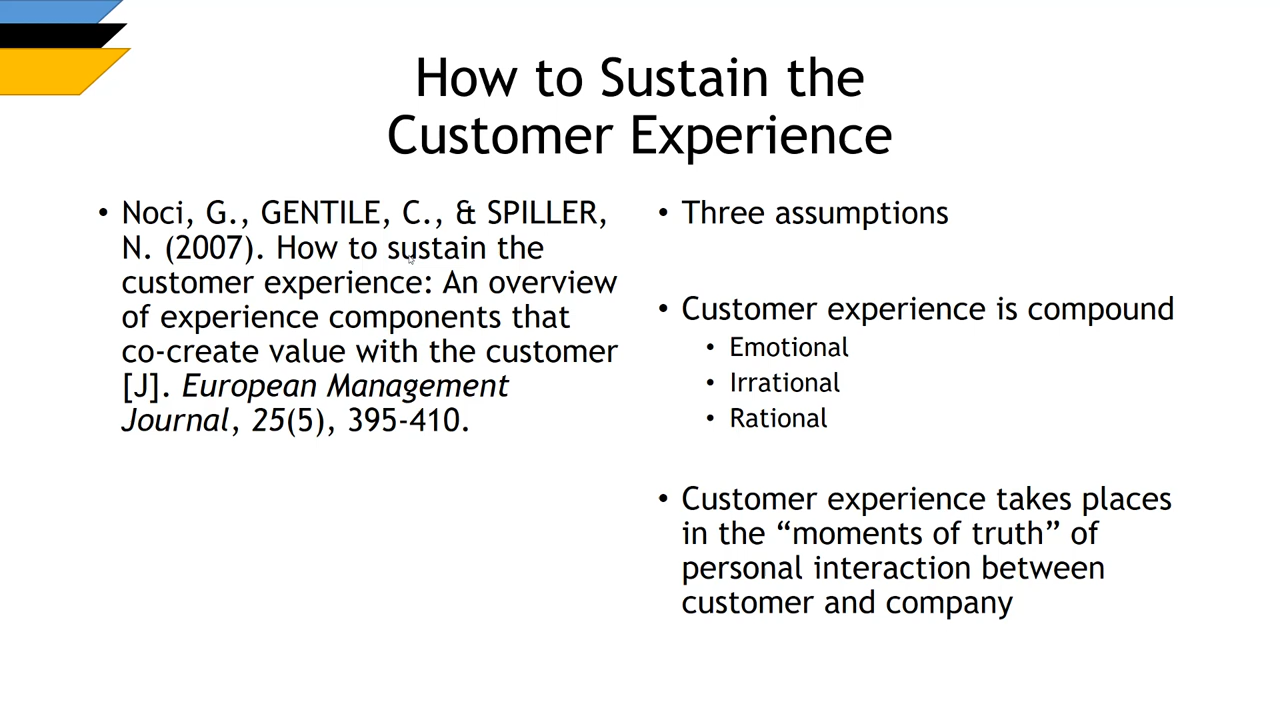 How to Sustain the
Customer Experience
• Noci, G., GENTILE, C., & SPILLER,
N. (2007). How to sustain the
customer experience: An overview
of experience components that
co-create value with the customer
[J]. European Management
Journal, 25(5), 395-410.
• Three assumptions
• Customer experience is compound
• Emotional
• Irrational
• Rational
• Customer experience takes places
in the “moments of truth” of
personal interaction between
customer and company